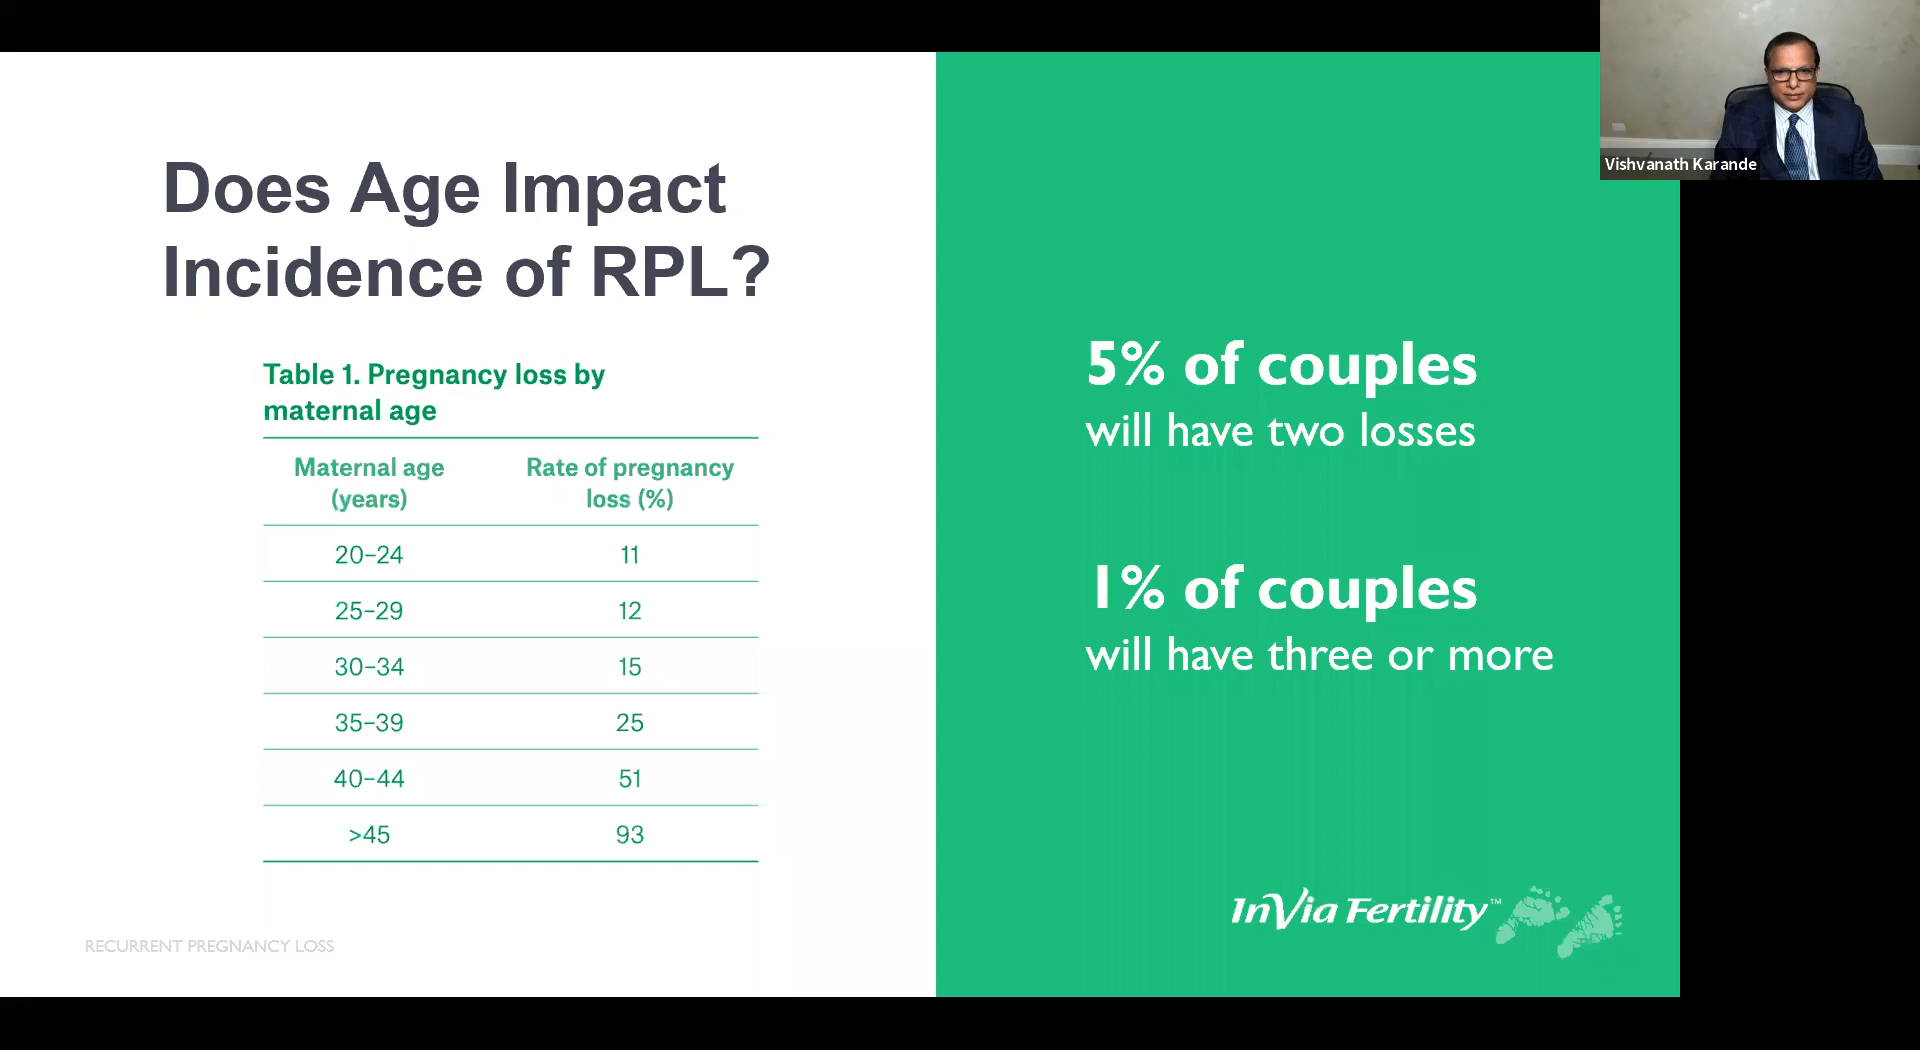 Does Age Impact
Incidence of RPL?
Table 1. Pregnancy loss by
maternal age
Maternal age
(years)
Rate of pregnancy
loss (%)
20–24 11
25–29 12
30–34 15
35–39 25
40–44 51
>45 93
RECURRENT PREGNANCY LOSS
5% of couples
will have two losses
1% of couples
will have three or more
InVia Fertility™
Vishvanath Karande